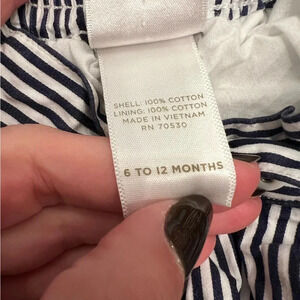 SHELL: 100% COTTON
LINING: 100% COTTON
MADE IN VIETNAM
RN 70530
6 TO 12 MONTHS